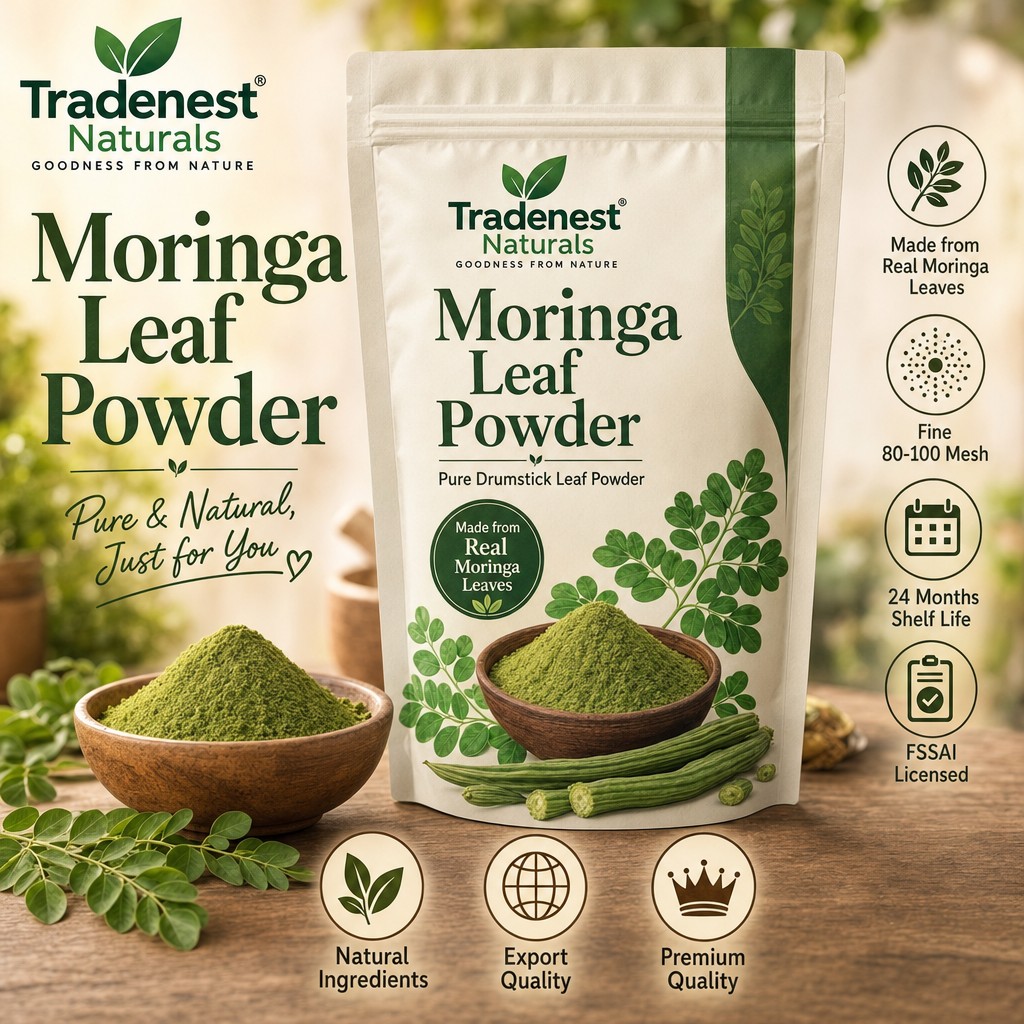 Tradenest®
Naturals
GOODNESS FROM NATURE
Moringa
Leaf
Powder
Pure & Natural,
Just for You
Tradenest®
Naturals
GOODNESS FROM NATURE
Moringa
Leaf
Powder
Pure Drumstick Leaf Powder
Made from
Real
Moringa
Leaves
Made from
Real Moringa
Leaves
Fine
80-100 Mesh
24 Months
Shelf Life
FSSAI
Licensed
Natural
Ingredients
Export
Quality
Premium
Quality